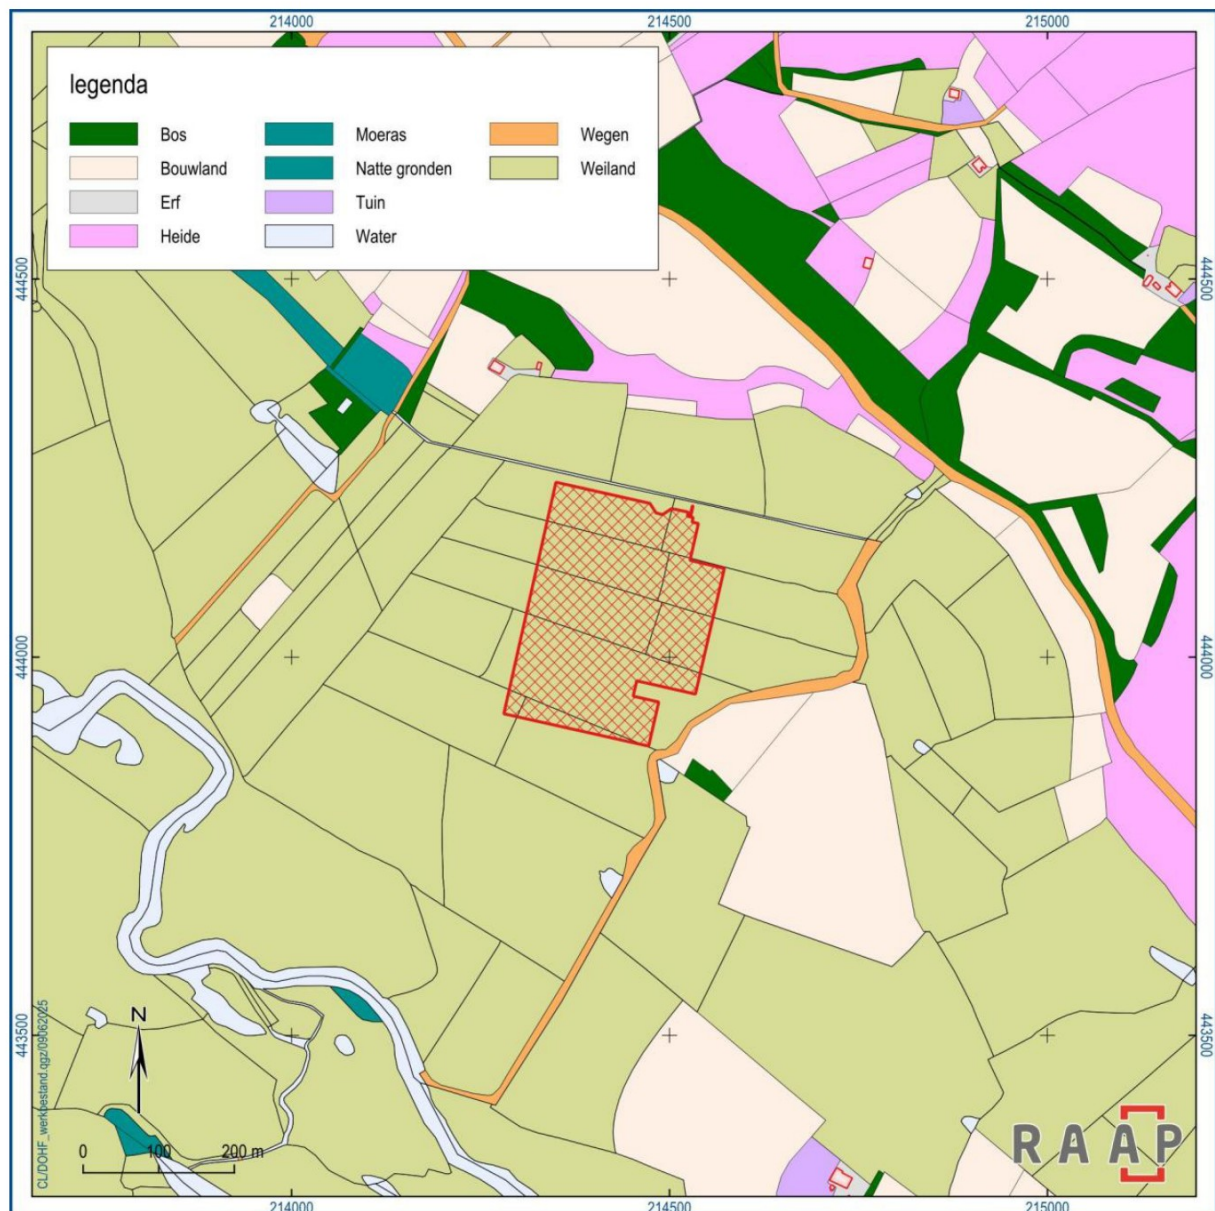 214000 214500 215000
legenda
Bos Moeras Wegen
Bouwland Natte gronden Weiland
Erf Tuin
Heide Water
444500 444500
444000 444000
443500 443500
CL/DOHF_werkbestand.qgz/09062025
N
0 100 200 m
RAAP
214000 214500 215000